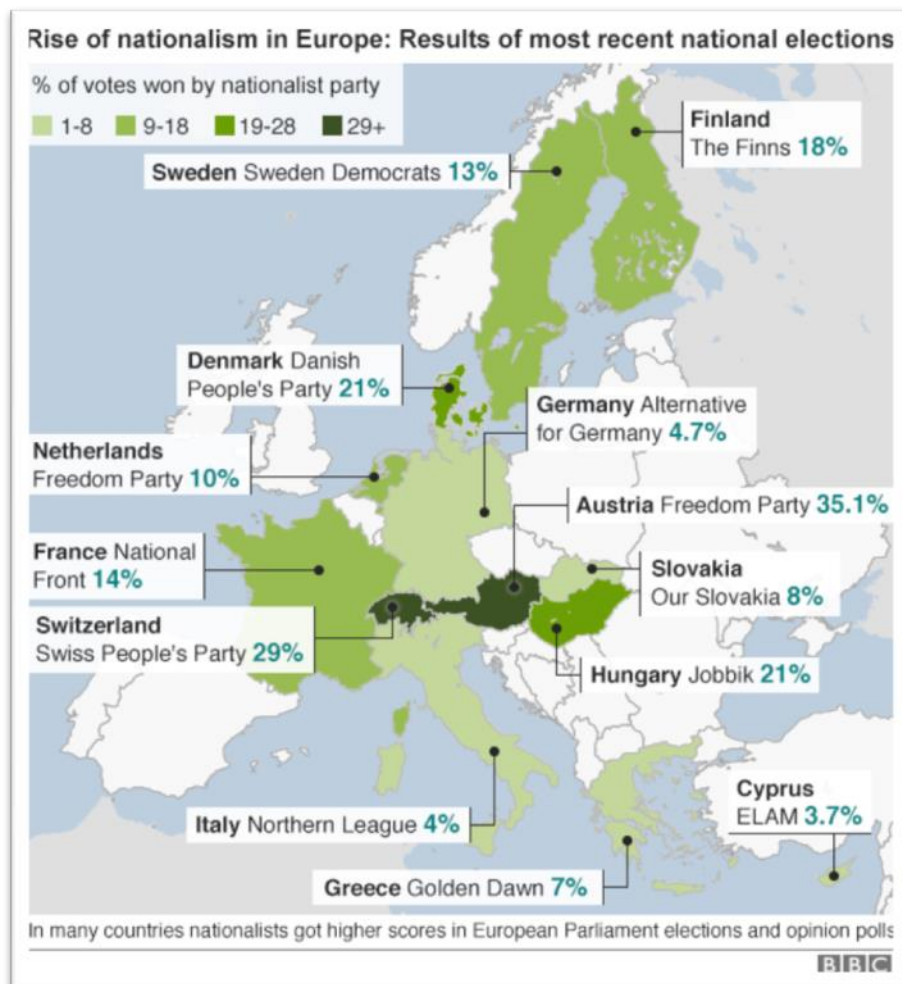 Rise of nationalism in Europe: Results of most recent national elections
% of votes won by nationalist party
1-8 9-18 19-28 29+
Finland
The Finns 18%
Sweden Sweden Democrats 13%
Denmark Danish
People's Party 21%
Germany Alternative
for Germany 4.7%
Netherlands
Freedom Party 10%
Austria Freedom Party 35.1%
France National
Front 14%
Slovakia
Our Slovakia 8%
Switzerland
Swiss People's Party 29%
Hungary Jobbik 21%
Cyprus
ELAM 3.7%
Italy Northern League 4%
Greece Golden Dawn 7%
In many countries nationalists got higher scores in European Parliament elections and opinion polls
BBC